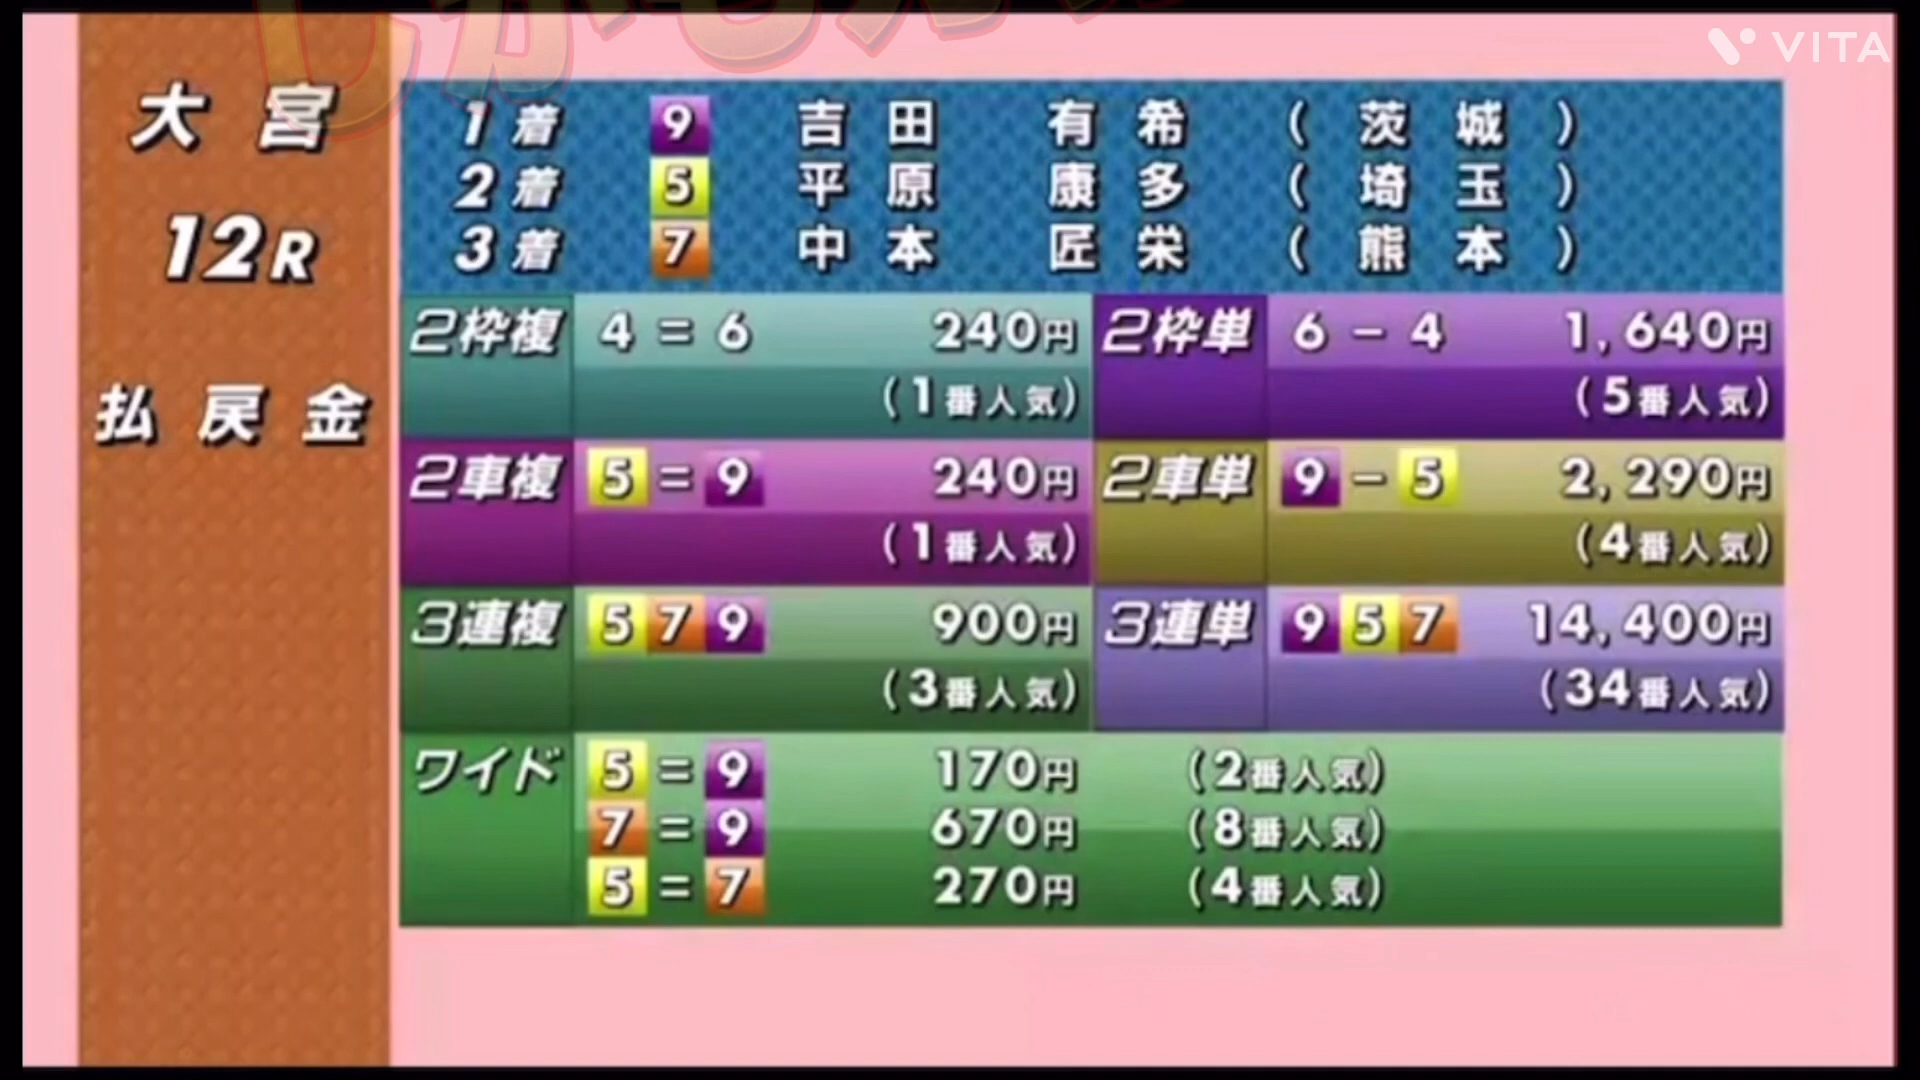 VITA
大宮
12R
払戻金
1着 9 吉田 有希 (茨城)
2着 5 平原 康多 (埼玉)
3着 7 中本 匠栄 (熊本)
2枠複 4=6 240円
(1番人気)
2枠単 6-4 1,640円
(5番人気)
2車複 5=9 240円
(1番人気)
2車単 9-5 2,290円
(4番人気)
3連複 5 7 9 900円
(3番人気)
3連単 9 5 7 14,400円
(34番人気)
ワイド 5=9 170円 (2番人気)
7=9 670円 (8番人気)
5=7 270円 (4番人気)